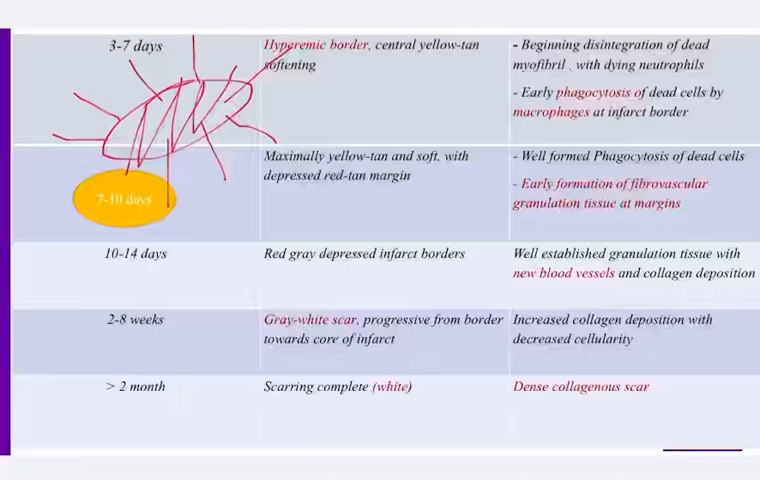 3-7 days
Hyperemic border, central yellow-tan
softening
- Beginning disintegration of dead
myofibril , with dying neutrophils
- Early phagocytosis of dead cells by
macrophages at infarct border
7-10 days
Maximally yellow-tan and soft, with
depressed red-tan margin
- Well formed Phagocytosis of dead cells
- Early formation of fibrovascular
granulation tissue at margins
10-14 days
Red gray depressed infarct borders
Well established granulation tissue with
new blood vessels and collagen deposition
2-8 weeks
Gray-white scar, progressive from border
towards core of infarct
Increased collagen deposition with
decreased cellularity
> 2 month
Scarring complete (white)
Dense collagenous scar